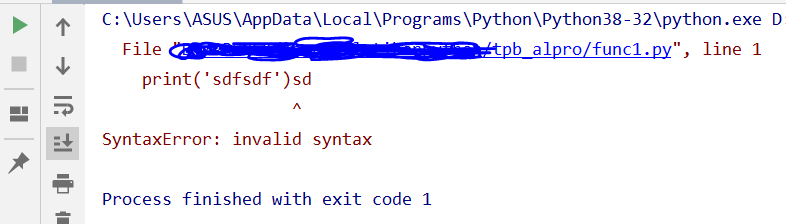 C:\Users\ASUS\AppData\Local\Programs\Python\Python38-32\python.exe D:
File "/tpb_alpro/func1.py", line 1
print('sdfsdf')sd
^
SyntaxError: invalid syntax
Process finished with exit code 1